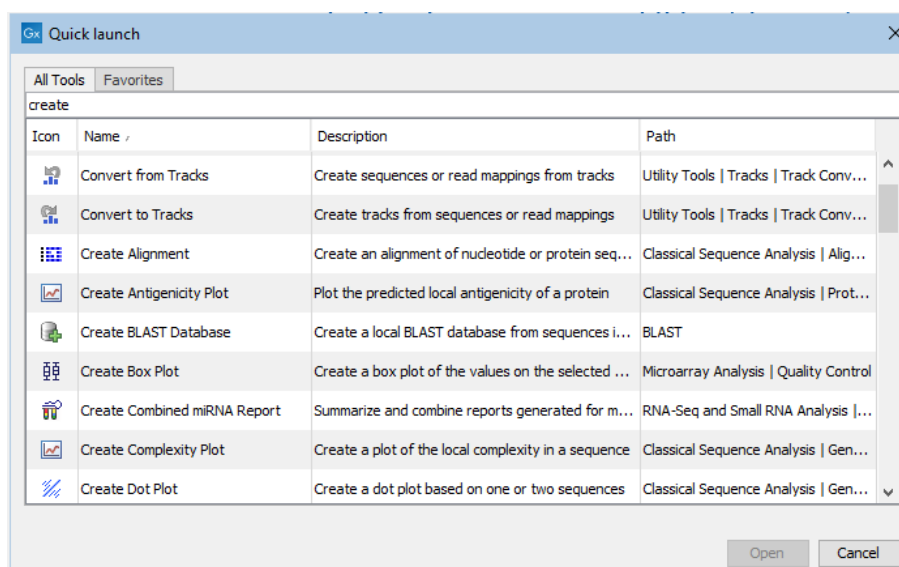 Gx Quick launch
All Tools Favorites
create
Icon Name Description Path
Convert from Tracks Create sequences or read mappings from tracks Utility Tools | Tracks | Track Conv...
Convert to Tracks Create tracks from sequences or read mappings Utility Tools | Tracks | Track Conv...
Create Alignment Create an alignment of nucleotide or protein seq... Classical Sequence Analysis | Alig...
Create Antigenicity Plot Plot the predicted local antigenicity of a protein Classical Sequence Analysis | Prot...
Create BLAST Database Create a local BLAST database from sequences i... BLAST
Create Box Plot Create a box plot of the values on the selected ... Microarray Analysis | Quality Control
Create Combined miRNA Report Summarize and combine reports generated for m... RNA-Seq and Small RNA Analysis |...
Create Complexity Plot Create a plot of the local complexity in a sequence Classical Sequence Analysis | Gen...
Create Dot Plot Create a dot plot based on one or two sequences Classical Sequence Analysis | Gen...
Open Cancel